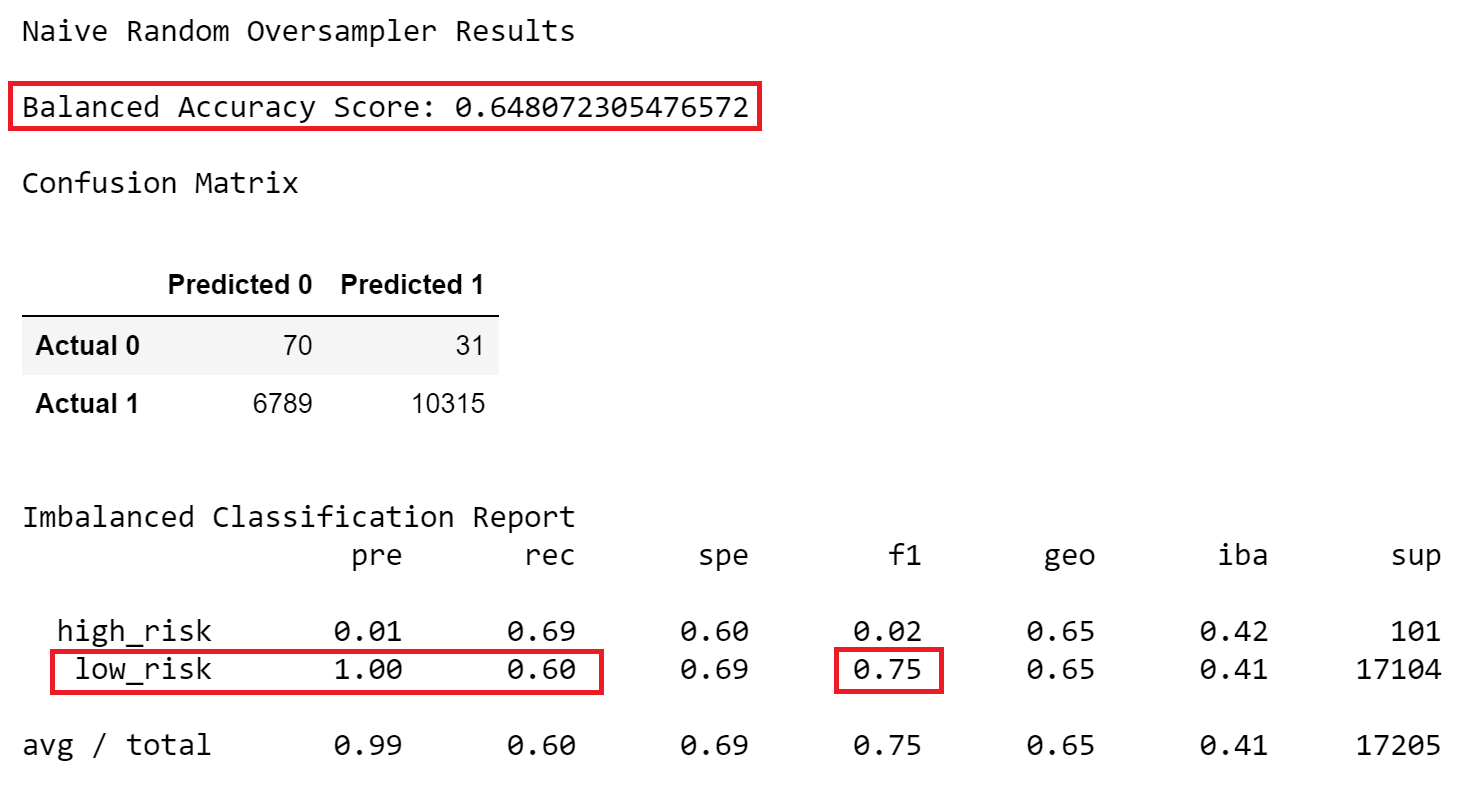 Naive Random Oversampler Results
Balanced Accuracy Score: 0.648072305476572
Confusion Matrix
Predicted 0 Predicted 1
Actual 0 70 31
Actual 1 6789 10315
Imbalanced Classification Report
pre rec spe f1 geo iba sup
high_risk 0.01 0.69 0.60 0.02 0.65 0.42 101
low_risk 1.00 0.60 0.69 0.75 0.65 0.41 17104
avg / total 0.99 0.60 0.69 0.75 0.65 0.41 17205